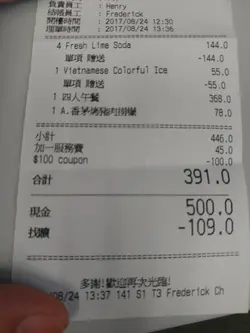 負責員工 : Henry
結帳員工 : Frederick
開檯時間 : 2017/08/24 12:30
埋單時間 : 2017/08/24 13:36
4 Fresh Lime Soda 144.0
單項 贈送 -144.0
1 Vietnamese Colorful Ice 55.0
單項 贈送 -55.0
1 四人午餐 368.0
1 A.香茅烤豬肉撈檬 78.0
小計 446.0
加一服務費 45.0
$100 coupon -100.0
合計 391.0
現金 500.0
找續 -109.0
多謝!歡迎再次光臨!
08/24 13:37 141 S1 T3 Frederick Ch